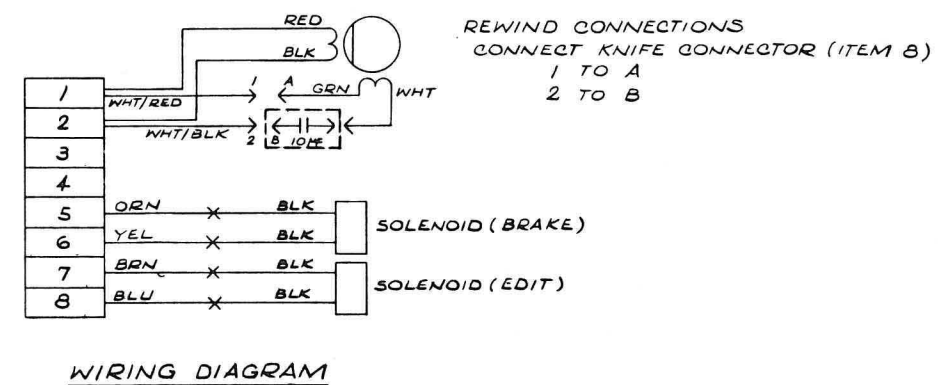 RED
BLK
REWIND CONNECTIONS
CONNECT KNIFE CONNECTOR (ITEM 8)
1 TO A
2 TO B
1
WHT/RED
1 A
GRN
WHT
2
WHT/BLK
2 B 10MF
3
4
5 ORN BLK
SOLENOID (BRAKE)
6 YEL BLK
7 BRN BLK
SOLENOID (EDIT)
8 BLU BLK
WIRING DIAGRAM